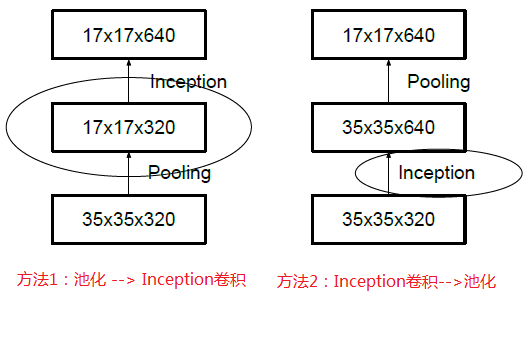 17x17x640
Inception
17x17x320
Pooling
35x35x320
方法1：池化 --> Inception卷积
17x17x640
Pooling
35x35x640
Inception
35x35x320
方法2：Inception卷积-->池化